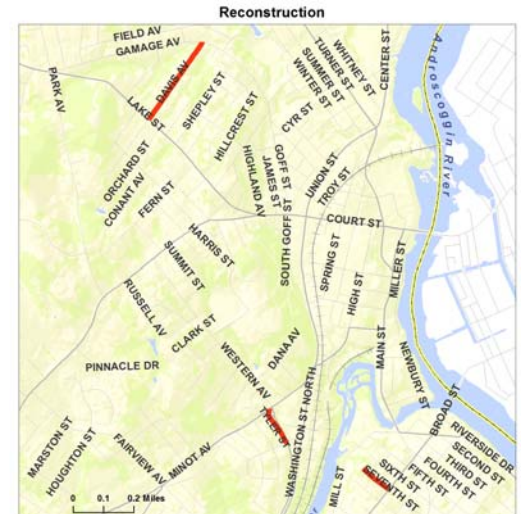 Reconstruction
FIELD AV
GAMAGE AV
DAVIS AV
PARK AV
LAKE ST
SHEPLEY ST
HILLCREST ST
WHITNEY ST
TURNER ST
SUMMER ST
WINTER ST
CENTER ST
Androscoggin River
CYR ST
ORCHARD ST
CONANT AV
FERN ST
HIGHLAND AV
GOFF ST
JAMES ST
SOUTH GOFF ST
UNION ST
TROY ST
COURT ST
HARRIS ST
SUMMIT ST
SPRING ST
HIGH ST
MILLER ST
RUSSELL AV
CLARK ST
PINNACLE DR
WESTERN AV
DANA AV
MAIN ST
NEWBURY ST
BROAD ST
TYLER ST
WASHINGTON ST NORTH
MARSTON ST
HOUGHTON ST
FAIRVIEW AV
MINOT AV
MILL ST
RIVERSIDE DR
SECOND ST
THIRD ST
FOURTH ST
FIFTH ST
SIXTH ST
SEVENTH ST
0 0.1 0.2 Miles